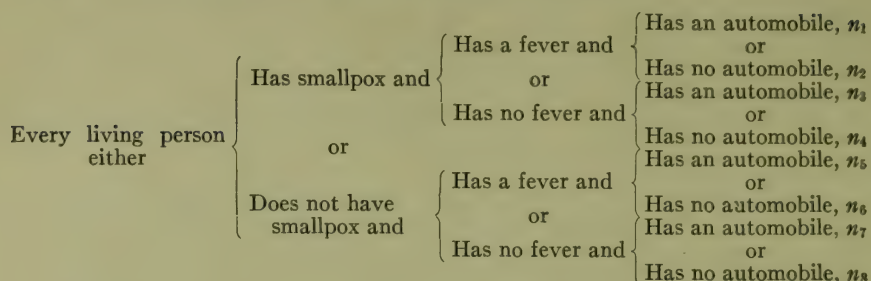 Has an automobile, n₁
Has a fever and
or
Has no automobile, n₂
Has smallpox and
or
Has an automobile, n₃
Has no fever and
or
Has no automobile, n₄
Every living person
either
or
Has an automobile, n₅
Has a fever and
or
Has no automobile, n₆
Does not have
smallpox and
or
Has an automobile, n₇
Has no fever and
or
Has no automobile, n₈